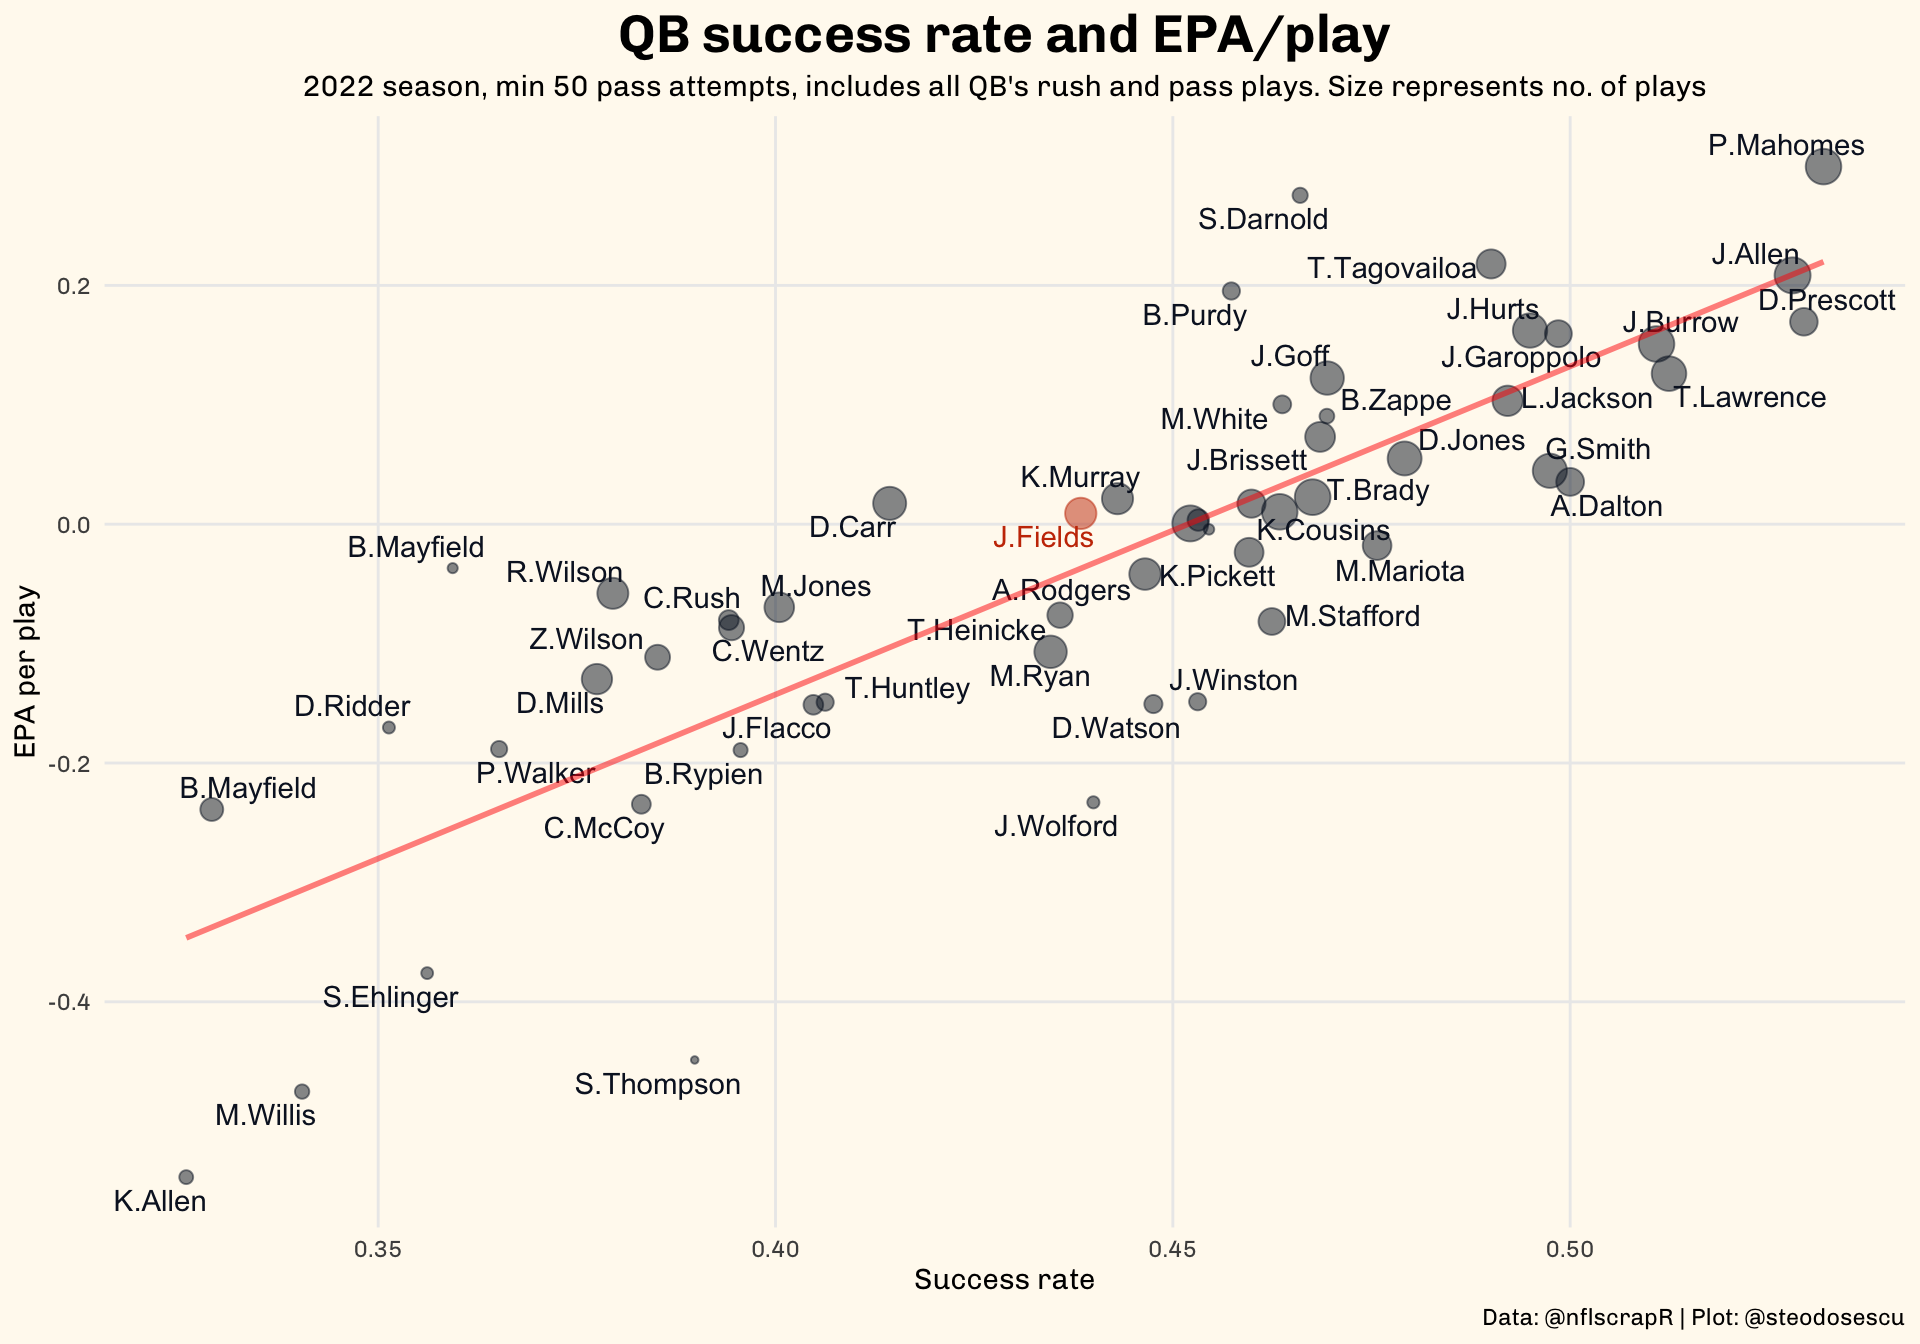 QB success rate and EPA/play
2022 season, min 50 pass attempts, includes all QB's rush and pass plays. Size represents no. of plays
P.Mahomes
S.Darnold
J.Allen
T.Tagovailoa
0.2
D.Prescott
J.Hurts
B.Purdy
J.Burrow
J.Goff
J.Garoppolo
L.Jackson
T.Lawrence
B.Zappe
M.White
D.Jones
G.Smith
J.Brissett
K.Murray
T.Brady
A.Dalton
D.Carr
0.0
K.Cousins
J.Fields
B.Mayfield
R.Wilson
M.Mariota
K.Pickett
M.Jones
A.Rodgers
C.Rush
M.Stafford
T.Heinicke
Z.Wilson
C.Wentz
M.Ryan
J.Winston
T.Huntley
D.Mills
D.Ridder
J.Flacco
D.Watson
EPA per play
-0.2
P.Walker
B.Rypien
B.Mayfield
C.McCoy
J.Wolford
S.Ehlinger
-0.4
S.Thompson
M.Willis
K.Allen
0.35
0.40
0.45
0.50
Success rate
Data: @nflscrapR | Plot: @steodosescu